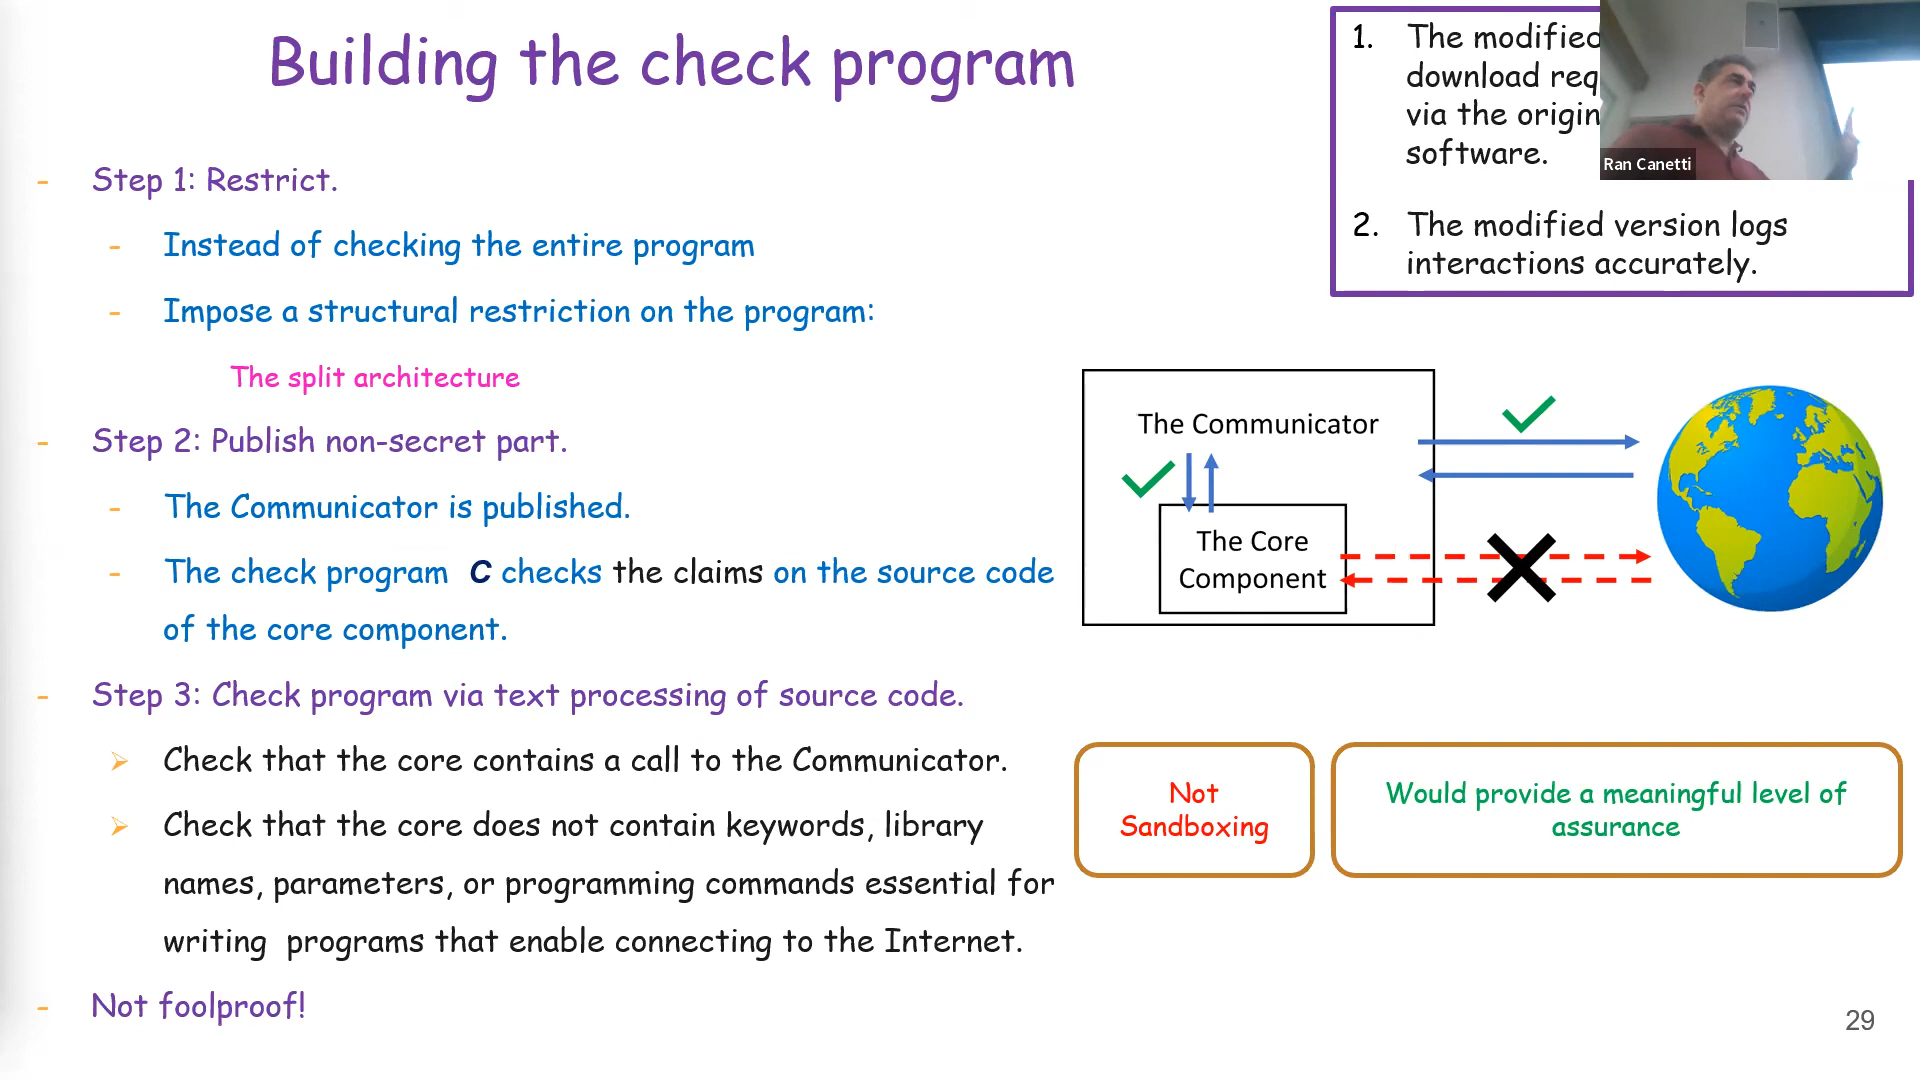 Building the check program
- Step 1: Restrict.
- Instead of checking the entire program
- Impose a structural restriction on the program:
The split architecture
- Step 2: Publish non-secret part.
- The Communicator is published.
- The check program C checks the claims on the source code
of the core component.
- Step 3: Check program via text processing of source code.
Check that the core contains a call to the Communicator.
Check that the core does not contain keywords, library
names, parameters, or programming commands essential for
writing programs that enable connecting to the Internet.
- Not foolproof!
1. The modified
download
via the
software.
2. The modified version logs
interactions accurately.
Ran Canetti
The Communicator
The Core
Component
Not
Sandboxing
Would provide a meaningful level of
assurance
29